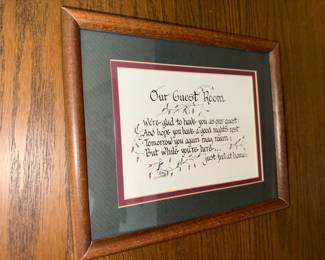 Our Guest Room
We're glad to have you as our guest;
And hope you have a good night's rest.
Tomorrow you again may roam;
But while you're here...
just feel at home.